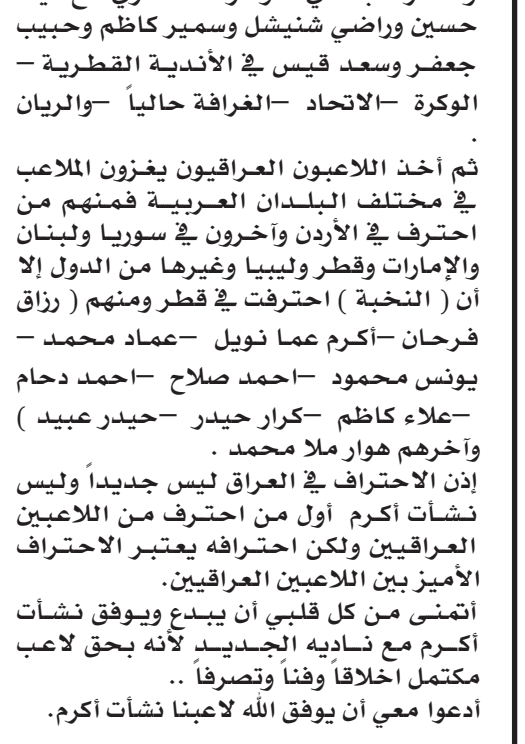 حسين وراضي شنيشل وسمير كاظم وحبيب
جعفر وسعد قيس في الأندية القطرية –
الوكرة –الاتحاد –الغرافة حالياً –والريان
.
ثم أخذ اللاعبون العراقيون يغزون الملاعب
في مختلف البلدان العربية فمنهم من
احترف في الأردن وآخرون في سوريا ولبنان
والإمارات وقطر وليبيا وغيرها من الدول إلا
أن ( النخبة ) احترفت في قطر ومنهم ( رزاق
فرحان –أكرم عما نويل –عماد محمد –
يونس محمود –احمد صلاح –احمد دحام
–علاء كاظم –كرار حيدر –حيدر عبيد )
وآخرهم هوار ملا محمد .
إذن الاحتراف في العراق ليس جديداً وليس
نشأت أكرم أول من احترف من اللاعبين
العراقيين ولكن احترافه يعتبر الاحتراف
الأميز بين اللاعبين العراقيين.
أتمنى من كل قلبي أن يبدع ويوفق نشأت
أكرم مع ناديه الجديد لأنه بحق لاعب
مكتمل اخلاقاً وفناً وتصرفاً ..
أدعوا معي أن يوفق الله لاعبنا نشأت أكرم.